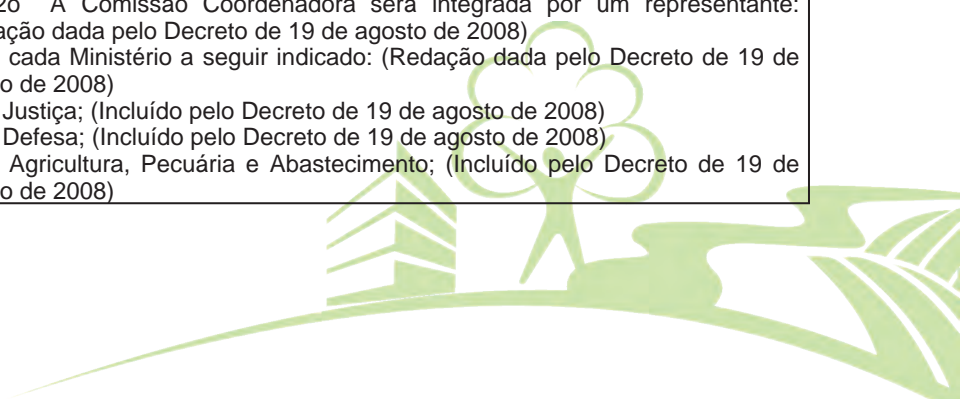 2o A Comissão Coordenadora será integrada por um representante:
ação dada pelo Decreto de 19 de agosto de 2008)
cada Ministério a seguir indicado: (Redação dada pelo Decreto de 19 de
o de 2008)
Justiça; (Incluído pelo Decreto de 19 de agosto de 2008)
Defesa; (Incluído pelo Decreto de 19 de agosto de 2008)
Agricultura, Pecuária e Abastecimento; (Incluído pelo Decreto de 19 de
o de 2008)